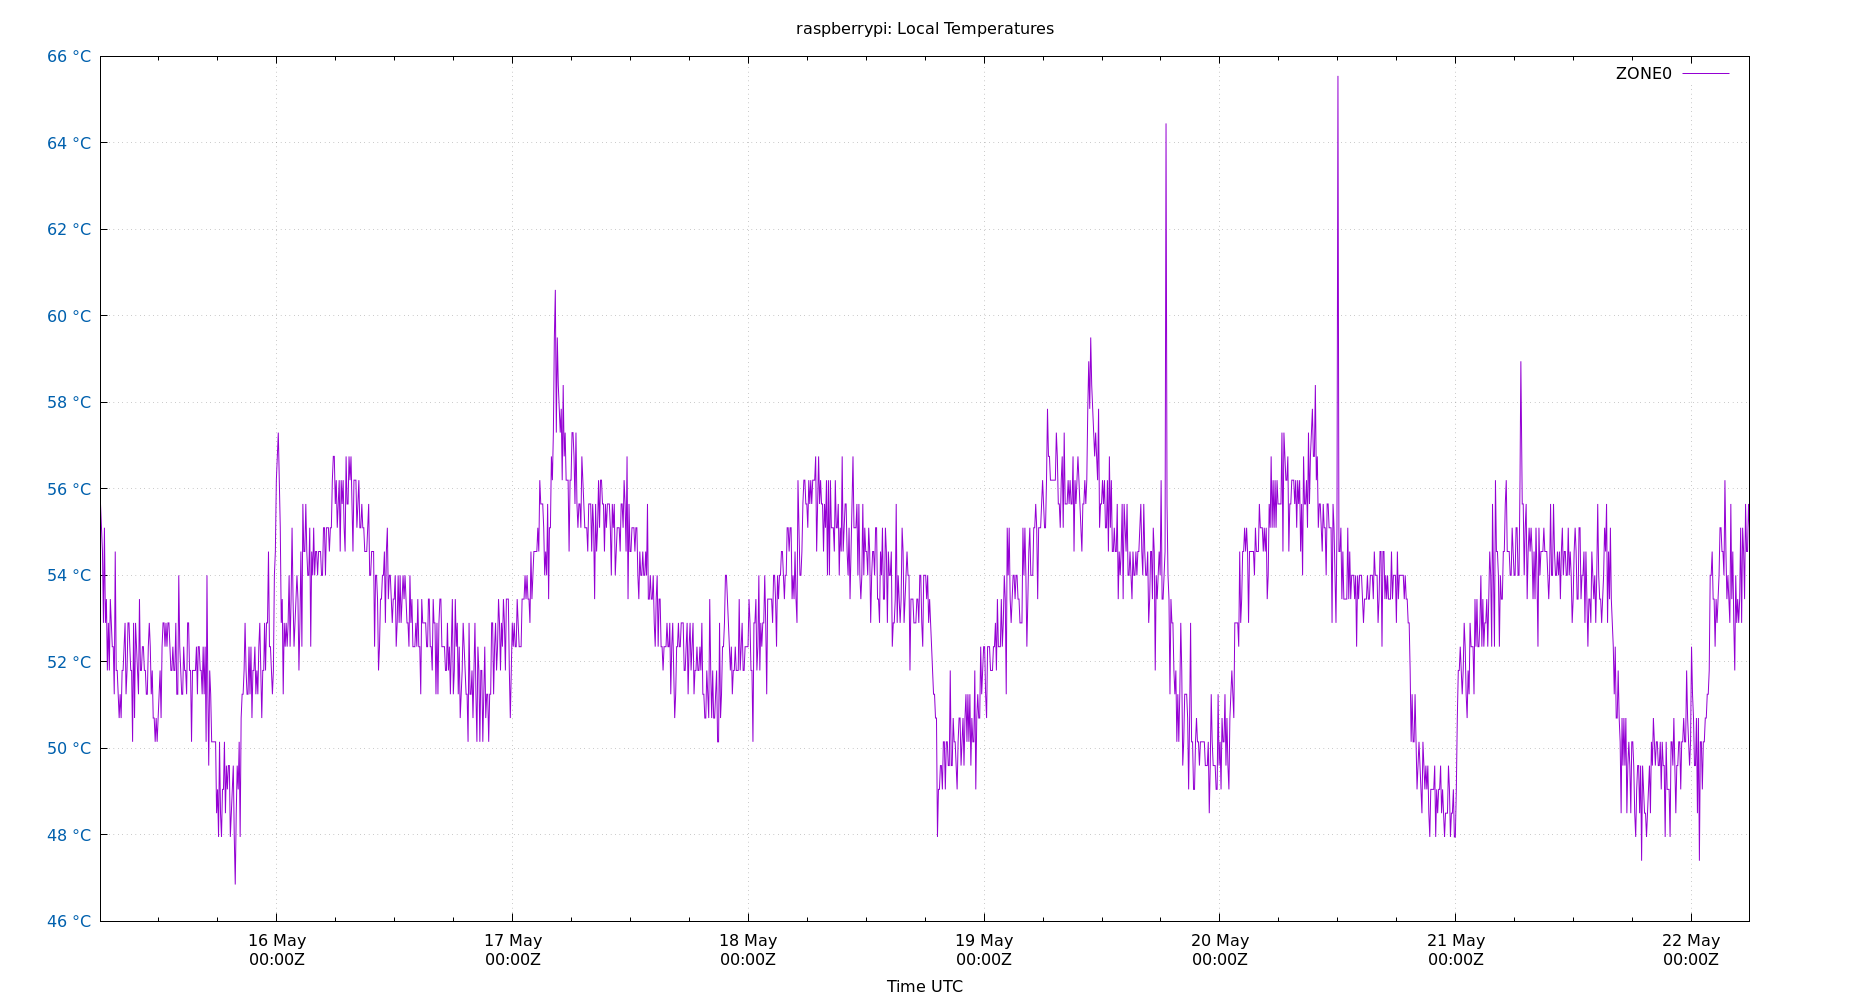 raspberrypi: Local Temperatures
66 °C
ZONE0
64 °C
62 °C
60 °C
58 °C
56 °C
54 °C
52 °C
50 °C
48 °C
46 °C
16 May 17 May 18 May 19 May 20 May 21 May 22 May
00:00Z 00:00Z 00:00Z 00:00Z 00:00Z 00:00Z 00:00Z
Time UTC